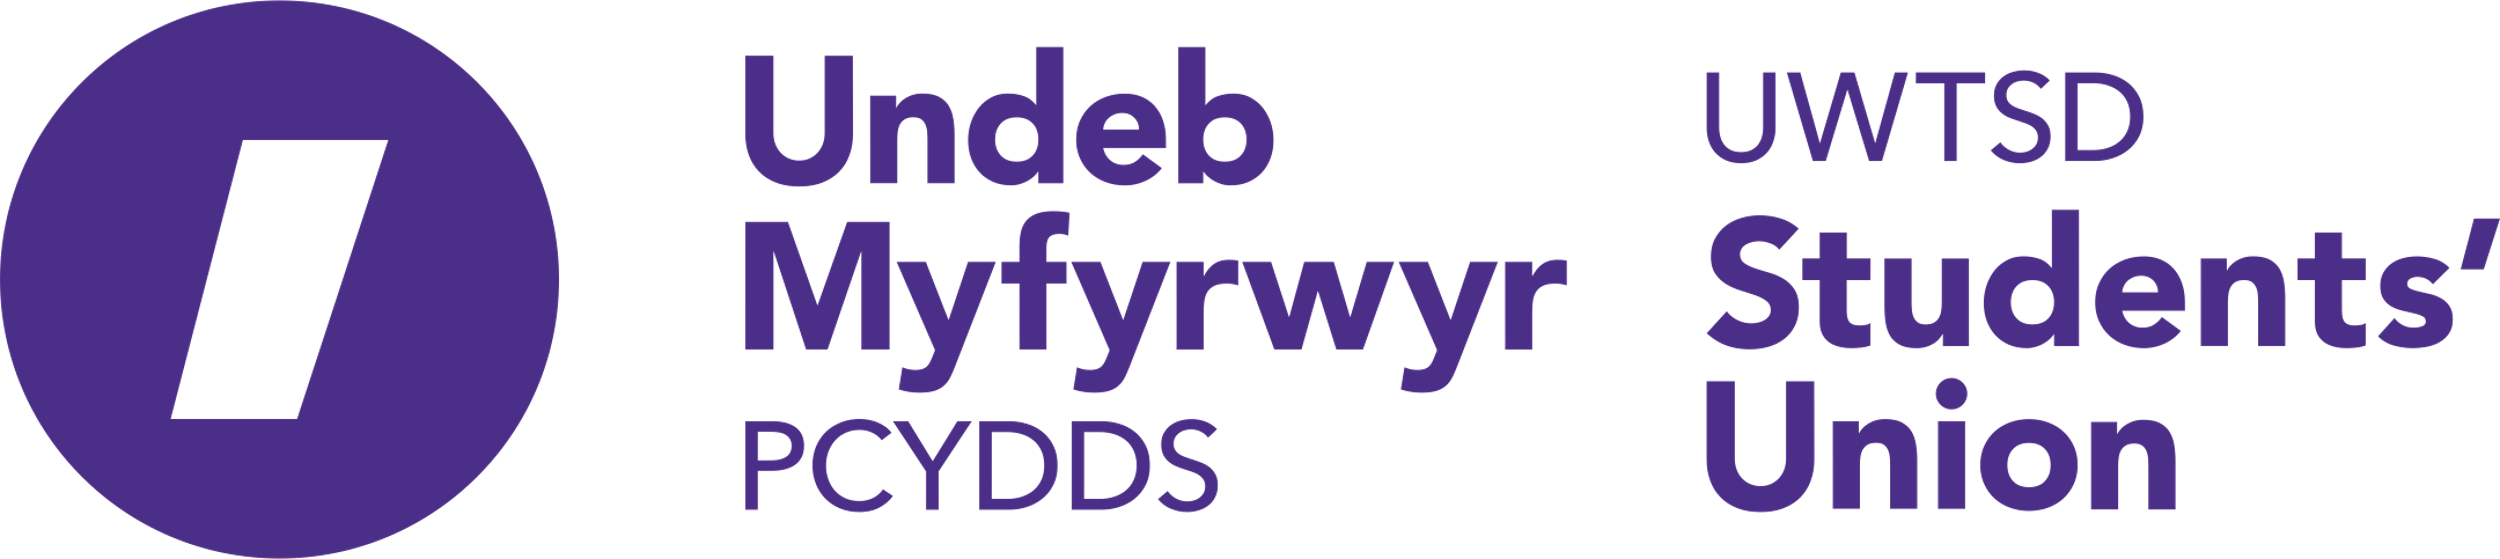 Undeb
Myfyrwyr
PCYDDS
UWTSD
Students'
Union